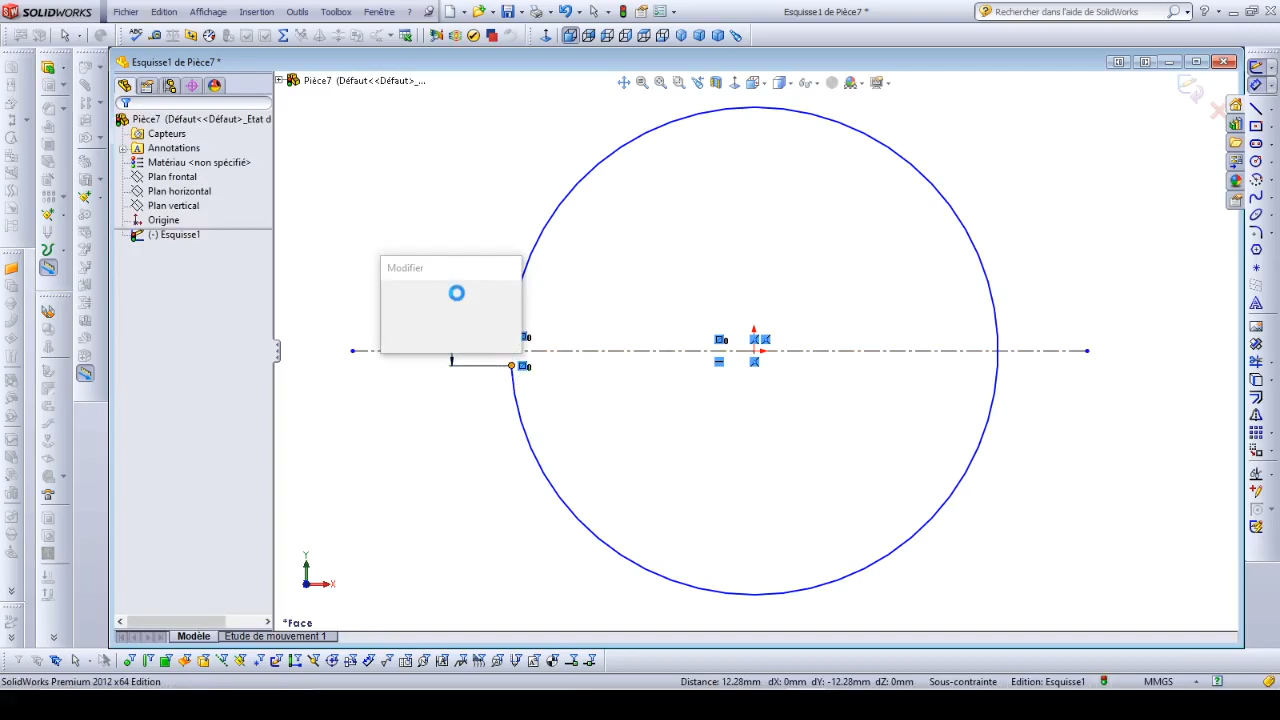 SOLIDWORKS Fichier Edition Affichage Insertion Outils Toolbox Fenêtre ? Esquisse1 de Pièce7 * Rechercher dans l'aide de SolidWorks
Esquisse1 de Pièce7 *
Pièce7 (Défaut<<Défaut>_...
Pièce7 (Défaut<<Défaut>_Etat d
Capteurs
Annotations
Matériau <non spécifié>
Plan frontal
Plan horizontal
Plan vertical
Origine
(-) Esquisse1
Modifier
Y
X
*Face
Modèle Etude de mouvement 1
SolidWorks Premium 2012 x64 Edition Distance: 12.28mm dX: 0mm dY: -12.28mm dZ: 0mm Sous-contrainte Edition: Esquisse1 MMGS